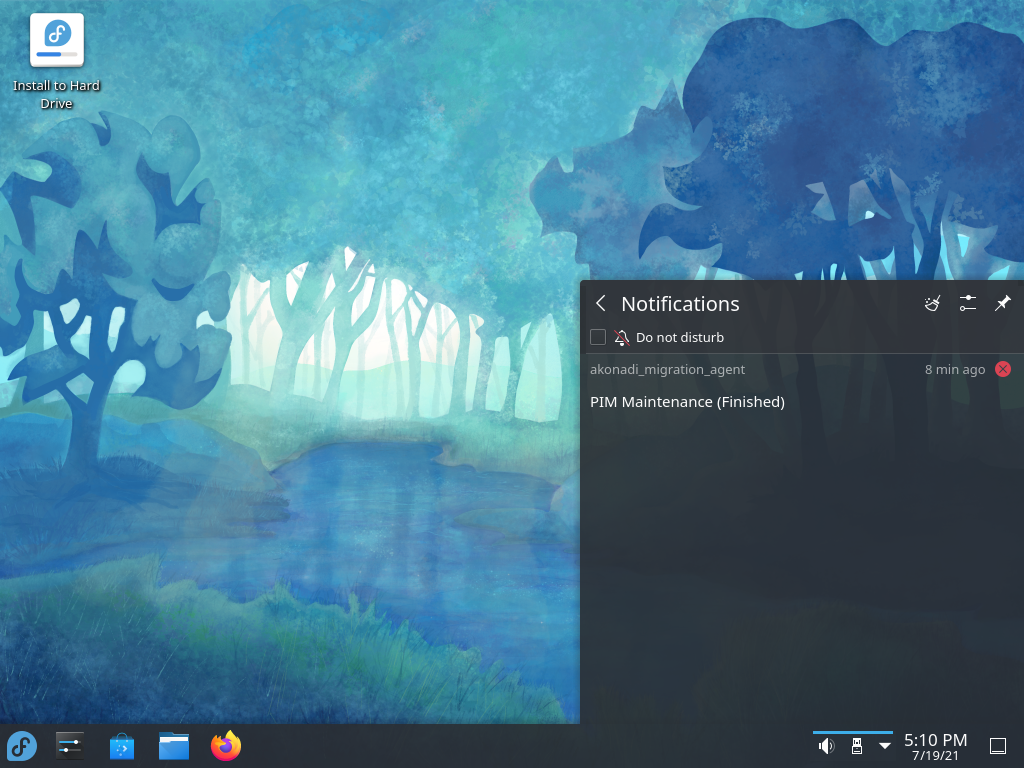 Install to Hard
Drive
Notifications
Do not disturb
akonadi_migration_agent
8 min ago
PIM Maintenance (Finished)
5:10 PM
7/19/21